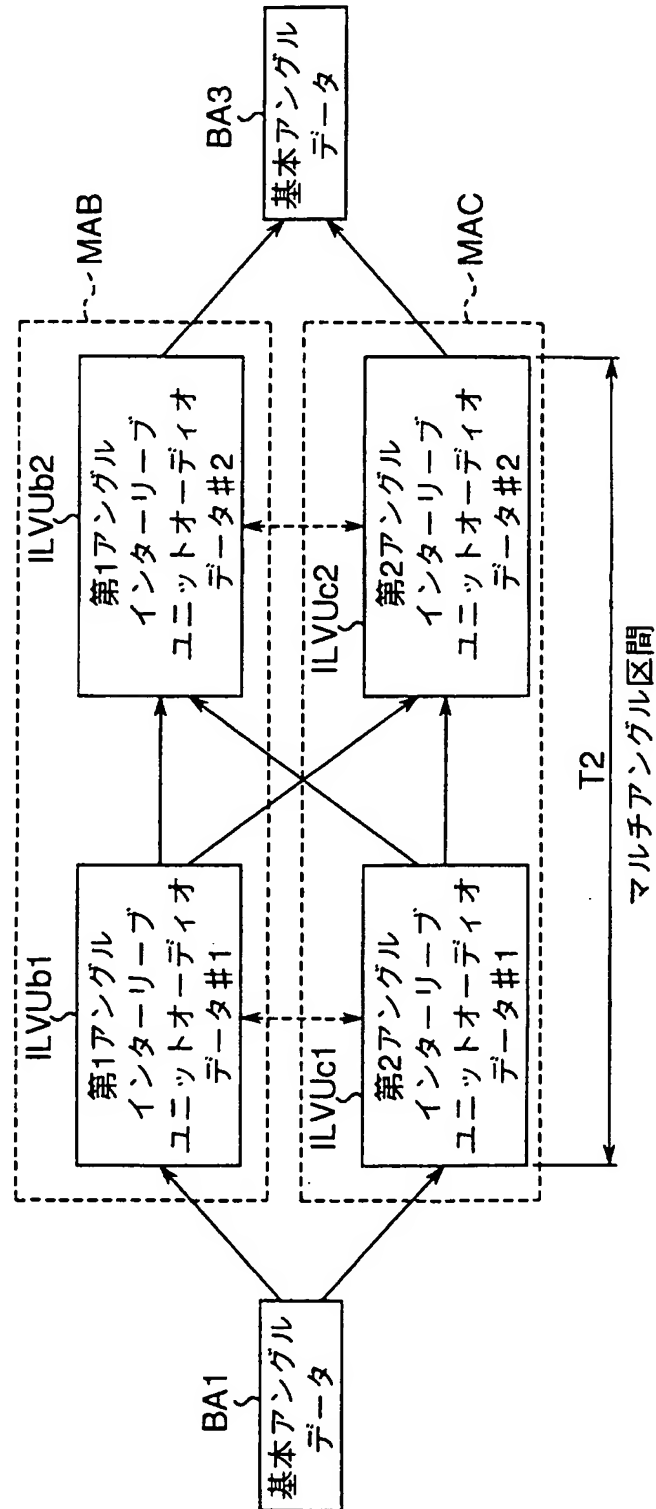 BA1
基本アングル
データ
MAB
ILVUb1
第1アングル
インターリーブ
ユニットオーディオ
データ#1
ILVUb2
第1アングル
インターリーブ
ユニットオーディオ
データ#2
ILVUc1
第2アングル
インターリーブ
ユニットオーディオ
データ#1
ILVUc2
第2アングル
インターリーブ
ユニットオーディオ
データ#2
MAC
BA3
基本アングル
データ
T2
マルチアングル区間